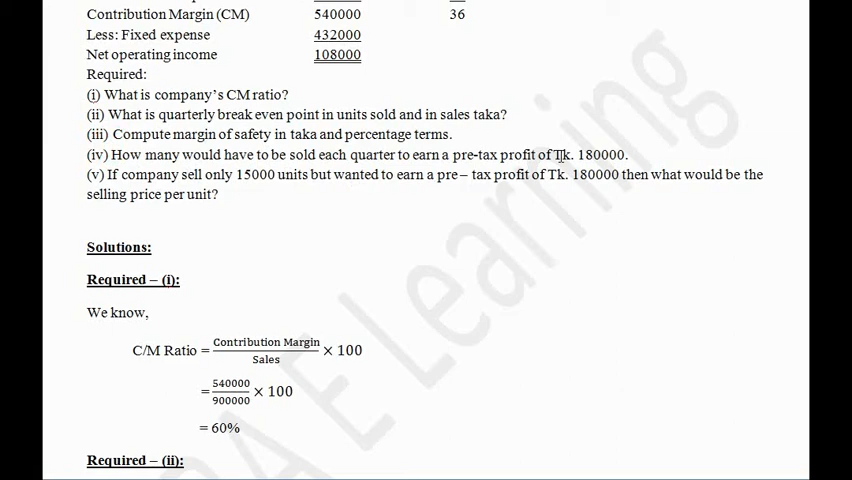 Contribution Margin (CM) 540000 36
Less: Fixed expense 432000
Net operating income 108000
Required:
(i) What is company's CM ratio?
(ii) What is quarterly break even point in units sold and in sales taka?
(iii) Compute margin of safety in taka and percentage terms.
(iv) How many would have to be sold each quarter to earn a pre-tax profit of Tk. 180000.
(v) If company sell only 15000 units but wanted to earn a pre – tax profit of Tk. 180000 then what would be the
selling price per unit?
Solutions:
Required – (i):
We know,
C/M Ratio = Contribution Margin / Sales × 100
= 540000 / 900000 × 100
= 60%
Required – (ii):
DA E Learning